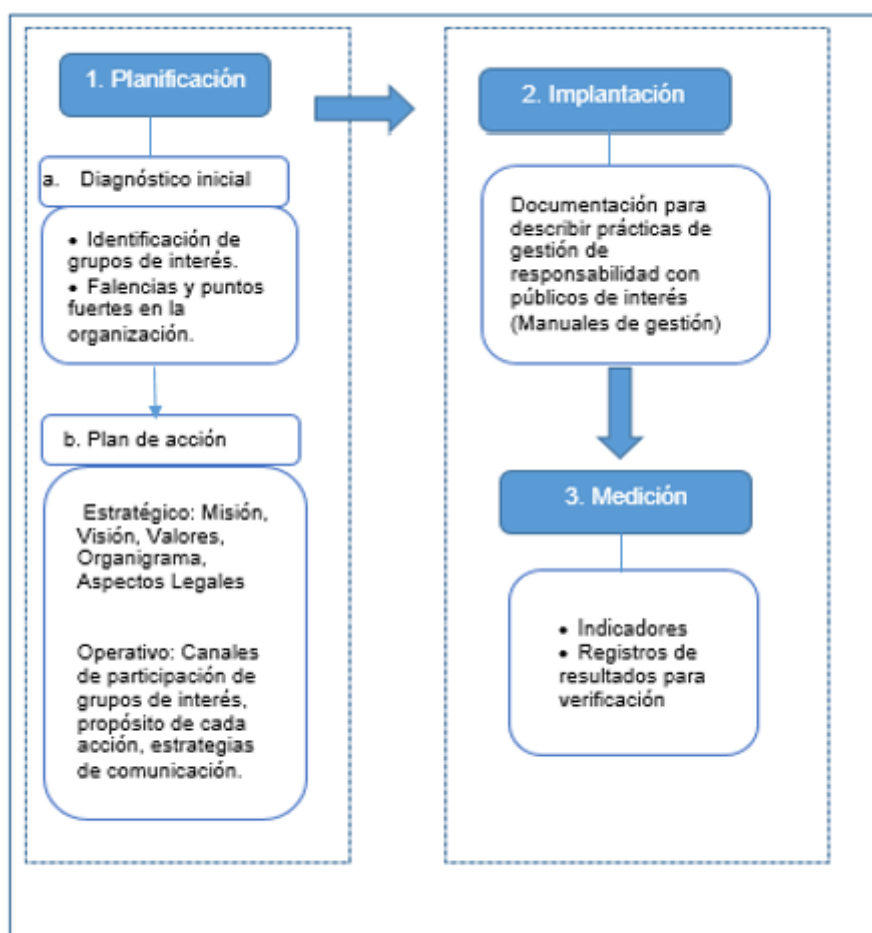 1. Planificación
a. Diagnóstico inicial
• Identificación de
grupos de interés.
• Falencias y puntos
fuertes en la
organización.
b. Plan de acción
Estratégico: Misión,
Visión, Valores,
Organigrama,
Aspectos Legales
Operativo: Canales
de participación de
grupos de interés,
propósito de cada
acción, estrategias
de comunicación.
2. Implantación
Documentación para
describir prácticas de
gestión de
responsabilidad con
públicos de interés
(Manuales de gestión)
3. Medición
• Indicadores
• Registros de
resultados para
verificación